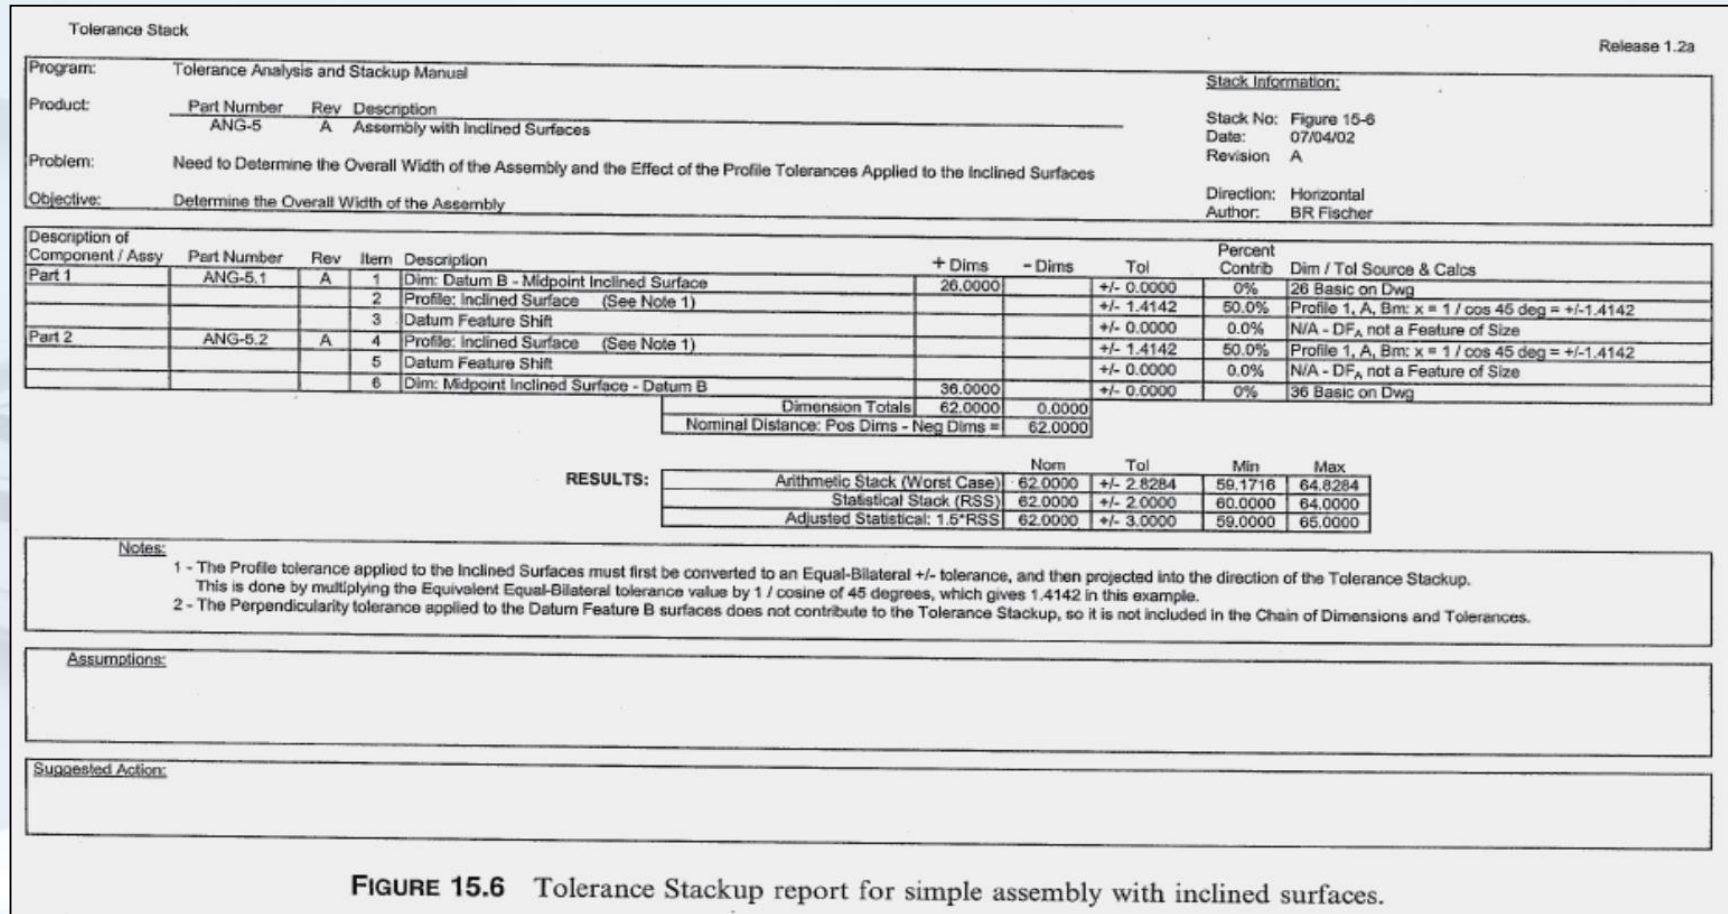 Tolerance Stack
Release 1.2a
Program: Tolerance Analysis and Stackup Manual
Stack Information:
Product: Part Number Rev Description
ANG-5 A Assembly with Inclined Surfaces
Stack No: Figure 15-6
Date: 07/04/02
Revision A
Problem: Need to Determine the Overall Width of the Assembly and the Effect of the Profile Tolerances Applied to the Inclined Surfaces
Direction: Horizontal
Objective: Determine the Overall Width of the Assembly
Author: BR Fischer
Description of
Component / Assy Part Number Rev Item Description + Dims - Dims Tol Percent Contrib Dim / Tol Source & Calcs
Part 1 ANG-5.1 A 1 Dim: Datum B - Midpoint Inclined Surface 26.0000 +/- 0.0000 0% 26 Basic on Dwg
2 Profile: Inclined Surface (See Note 1) +/- 1.4142 50.0% Profile 1, A, Bm: x = 1 / cos 45 deg = +/-1.4142
3 Datum Feature Shift +/- 0.0000 0.0% N/A - DFA not a Feature of Size
Part 2 ANG-5.2 A 4 Profile: Inclined Surface (See Note 1) +/- 1.4142 50.0% Profile 1, A, Bm: x = 1 / cos 45 deg = +/-1.4142
5 Datum Feature Shift +/- 0.0000 0.0% N/A - DFA not a Feature of Size
6 Dim: Midpoint Inclined Surface - Datum B 36.0000 +/- 0.0000 0% 36 Basic on Dwg
Dimension Totals 62.0000 0.0000
Nominal Distance: Pos Dims - Neg Dims = 62.0000
Nom Tol Min Max
RESULTS: Arithmetic Stack (Worst Case) 62.0000 +/- 2.8284 59.1716 64.8284
Statistical Stack (RSS) 62.0000 +/- 2.0000 60.0000 64.0000
Adjusted Statistical: 1.5*RSS 62.0000 +/- 3.0000 59.0000 65.0000
Notes:
1 - The Profile tolerance applied to the Inclined Surfaces must first be converted to an Equal-Bilateral +/- tolerance, and then projected into the direction of the Tolerance Stackup.
This is done by multiplying the Equivalent Equal-Bilateral tolerance value by 1 / cosine of 45 degrees, which gives 1.4142 in this example.
2 - The Perpendicularity tolerance applied to the Datum Feature B surfaces does not contribute to the Tolerance Stackup, so it is not included in the Chain of Dimensions and Tolerances.
Assumptions:
Suggested Action:
FIGURE 15.6 Tolerance Stackup report for simple assembly with inclined surfaces.